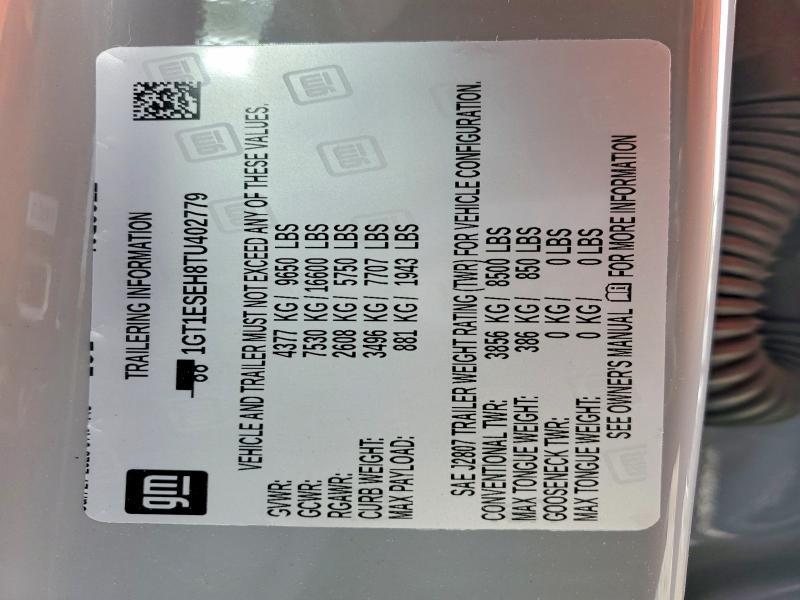 gm
TRAILERING INFORMATION
1GT1ESEH8TU402779
VEHICLE AND TRAILER MUST NOT EXCEED ANY OF THESE VALUES.
GVWR: 4377 KG / 9650 LBS
GCWR: 7530 KG / 16600 LBS
RGAWR: 2608 KG / 5750 LBS
CURB WEIGHT: 3496 KG / 7707 LBS
MAX PAYLOAD: 881 KG / 1943 LBS
SAE J2807 TRAILER WEIGHT RATING (TWR) FOR VEHICLE CONFIGURATION.
CONVENTIONAL TWR: 3856 KG / 8500 LBS
MAX TONGUE WEIGHT: 386 KG / 850 LBS
GOOSENECK TWR: 0 KG / 0 LBS
MAX TONGUE WEIGHT: 0 KG / 0 LBS
SEE OWNER'S MANUAL FOR MORE INFORMATION